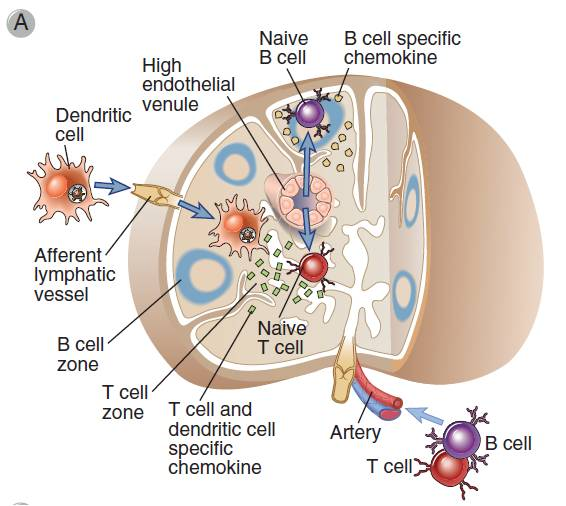 A
Naive
B cell
B cell specific
chemokine
High
endothelial
venule
Dendritic
cell
Afferent
lymphatic
vessel
B cell
zone
T cell
zone
Naive
T cell
T cell and
dendritic cell
specific
chemokine
Artery
B cell
T cell